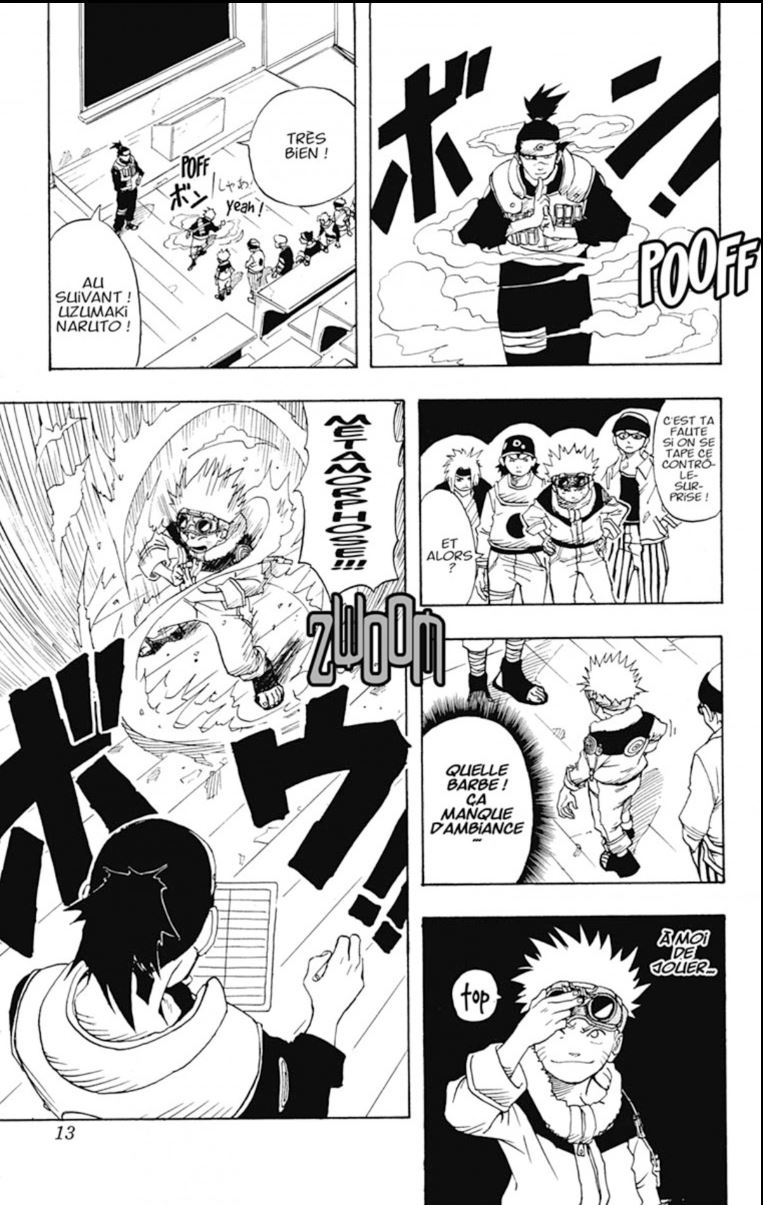 ボン!!
POOFF
TRÈS
BIEN !
POFF
ボン
しゃあ!
yeah !
AU
SUIVANT !
UZUMAKI
NARUTO !
C'EST TA
FAUTE
SI ON SE
TAPE CE
CONTRÔ-
LE-
SUR-
PRISE !
ET
ALORS
?
QUELLE
BARBE !
ÇA
MANQUE
D'AMBIANCE
...
À MOI
DE
JOUER...
top
MÉTAMORPHOSE!!!
ZWOOM
ボウ!!
13